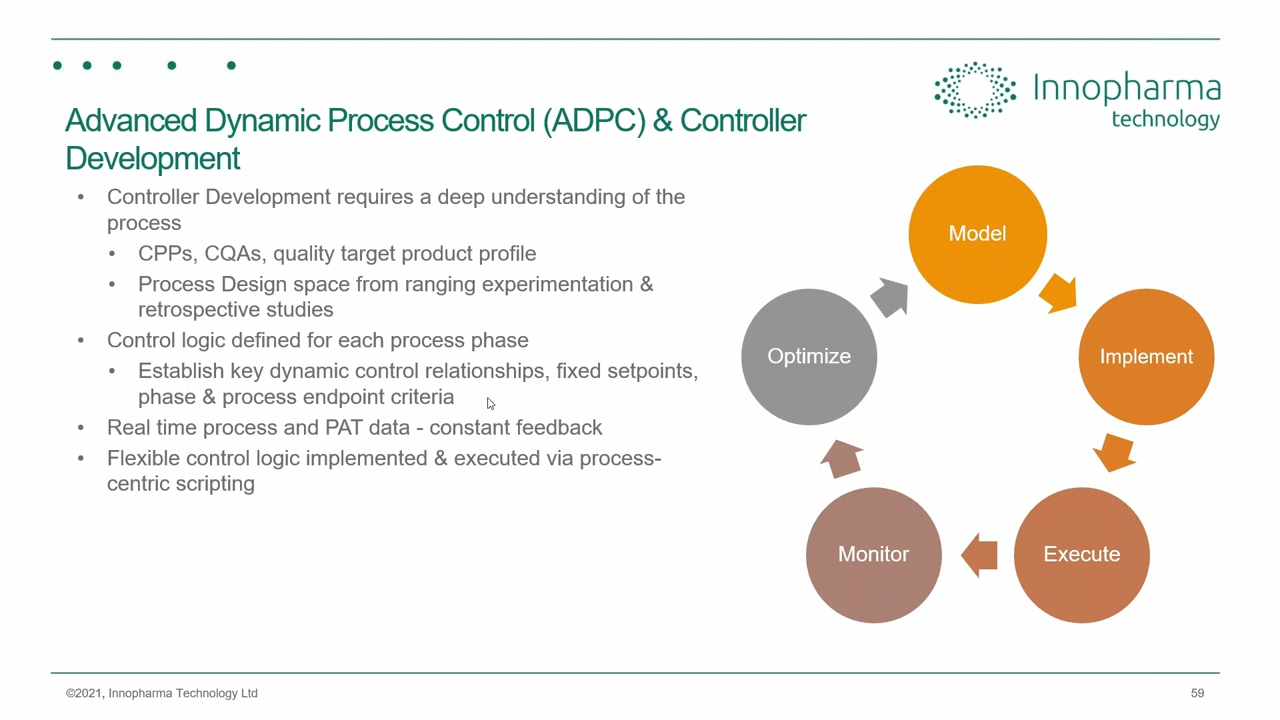 Innopharma
technology
Advanced Dynamic Process Control (ADPC) & Controller
Development
• Controller Development requires a deep understanding of the
process
• CPPs, CQAs, quality target product profile
• Process Design space from ranging experimentation &
retrospective studies
• Control logic defined for each process phase
• Establish key dynamic control relationships, fixed setpoints,
phase & process endpoint criteria
• Real time process and PAT data - constant feedback
• Flexible control logic implemented & executed via process-
centric scripting
Model
Implement
Execute
Monitor
Optimize
©2021, Innopharma Technology Ltd
59